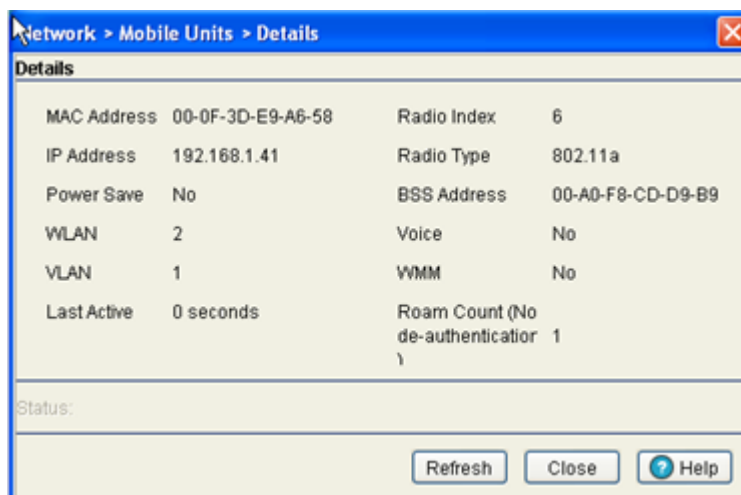 Network > Mobile Units > Details
Details
MAC Address 00-0F-3D-E9-A6-58 Radio Index 6
IP Address 192.168.1.41 Radio Type 802.11a
Power Save No BSS Address 00-A0-F8-CD-D9-B9
WLAN 2 Voice No
VLAN 1 WMM No
Last Active 0 seconds Roam Count (No
de-authentication 1
)
Status:
Refresh Close ? Help